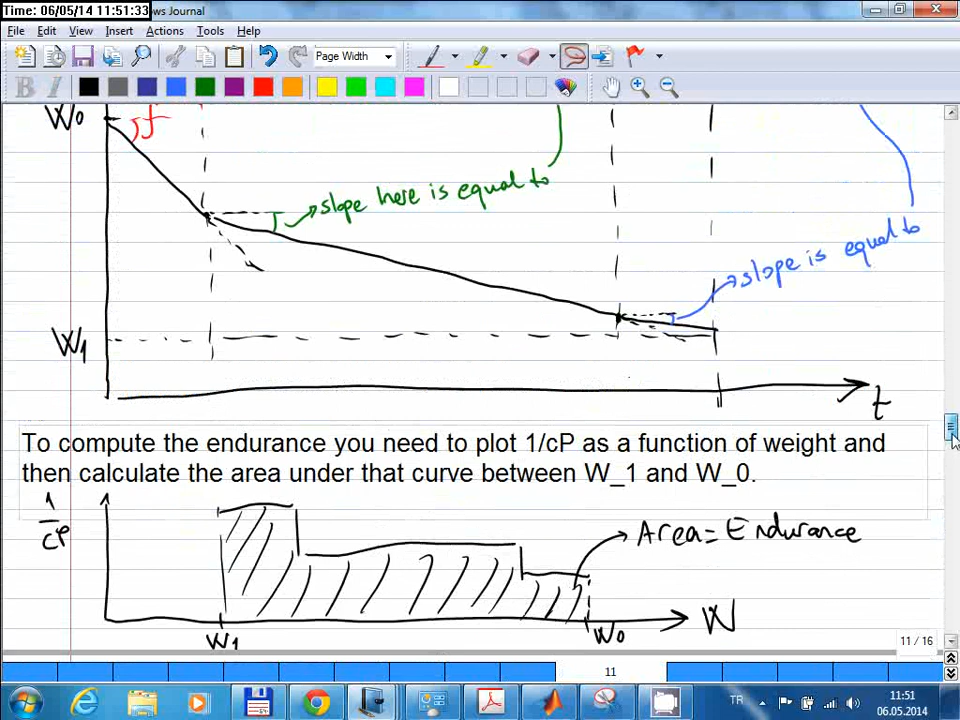 Time: 06/05/14 11:51:33
ws Journal
File Edit View Insert Actions Tools Help
Page Width
B I
W0
f
slope here is equal to
slope is equal to
W1
t
To compute the endurance you need to plot 1/cP as a function of weight and
then calculate the area under that curve between W_1 and W_0.
1
cP
Area = Endurance
W
W1
W0
11 / 16
11
TR
11:51
06.05.2014